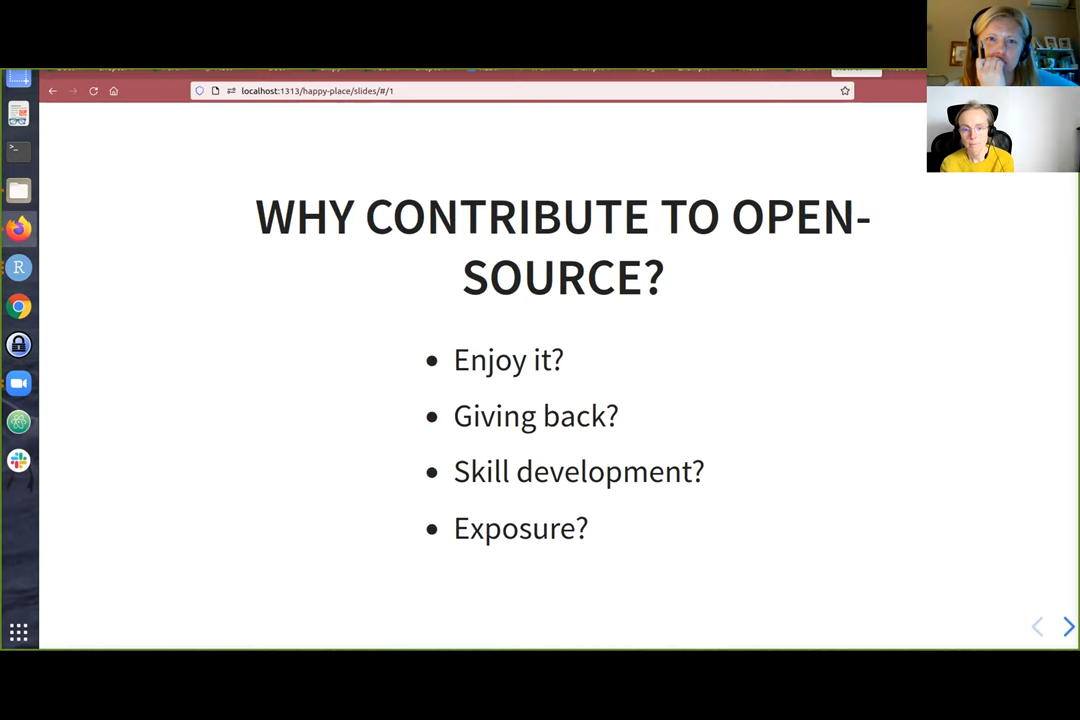 localhost:1313/happy-place/slides/#/1
WHY CONTRIBUTE TO OPEN-
SOURCE?
Enjoy it?
Giving back?
Skill development?
Exposure?
R